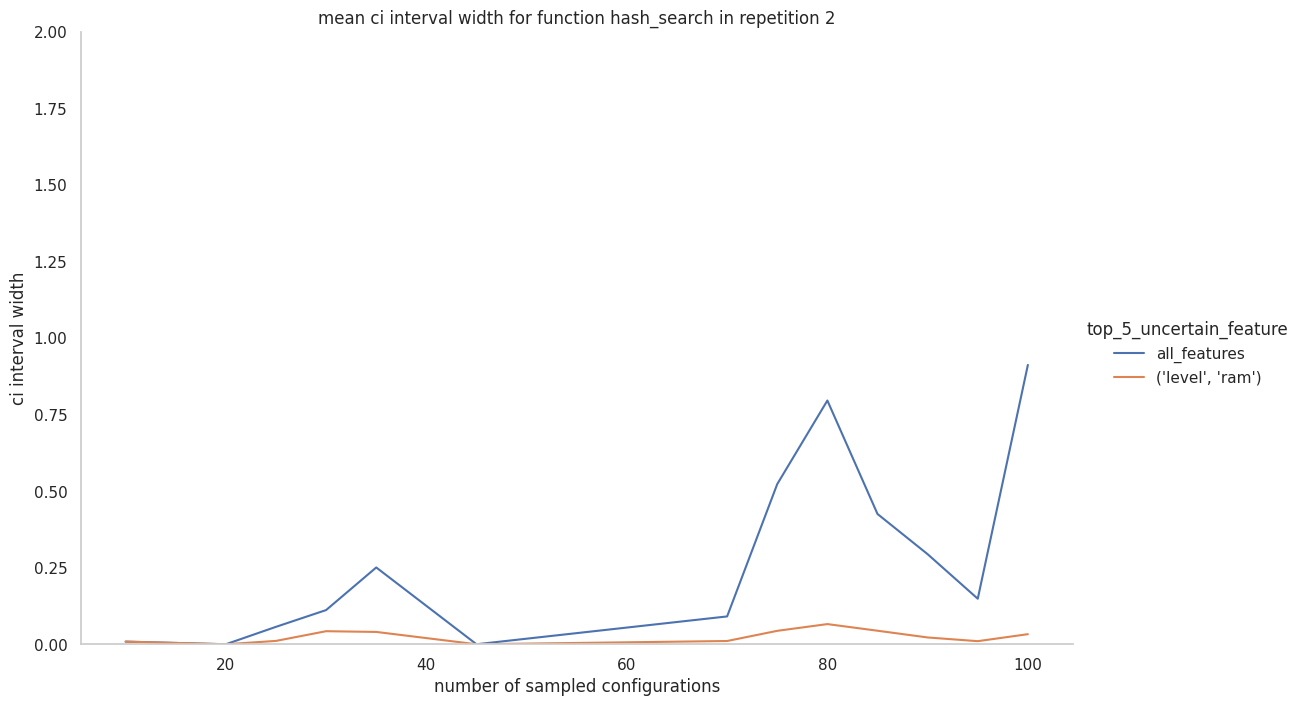 mean ci interval width for function hash_search in repetition 2
2.00
1.75
1.50
1.25
1.00
0.75
0.50
0.25
0.00
ci interval width
20
40
60
80
100
number of sampled configurations
top_5_uncertain_feature
all_features
('level', 'ram')